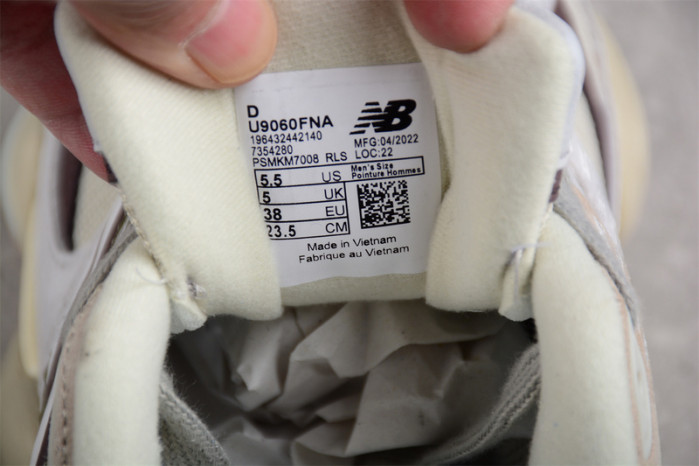 D
U9060FNA
NB
196432442140
7354280
MFG:04/2022
PSMKM7008 RLS LOC:22
5.5 US
Men's Size
Pointure Hommes
5 UK
38 EU
23.5 CM
Made in Vietnam
Fabrique au Vietnam